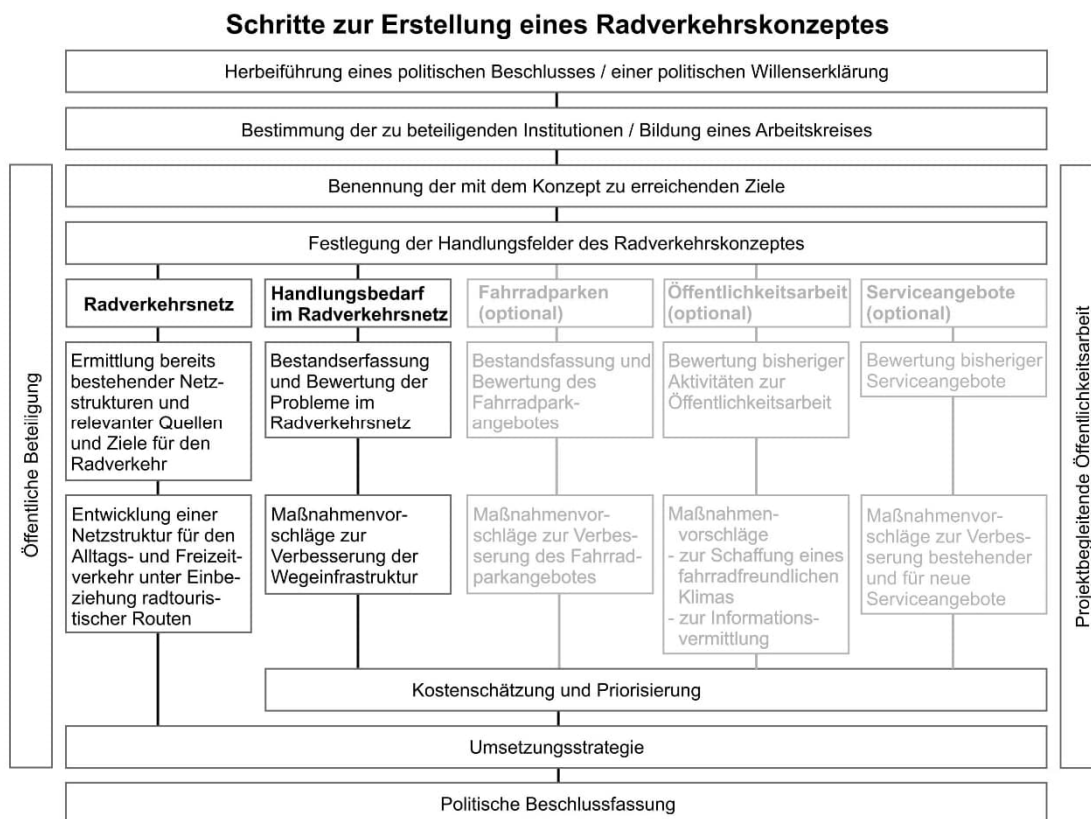 Schritte zur Erstellung eines Radverkehrskonzeptes
Herbeiführung eines politischen Beschlusses / einer politischen Willenserklärung
Bestimmung der zu beteiligenden Institutionen / Bildung eines Arbeitskreises
Benennung der mit dem Konzept zu erreichenden Ziele
Festlegung der Handlungsfelder des Radverkehrskonzeptes
Öffentliche Beteiligung
Radverkehrsnetz
Ermittlung bereits
bestehender Netz-
strukturen und
relevanter Quellen
und Ziele für den
Radverkehr
Entwicklung einer
Netzstruktur für den
Alltags- und Freizeit-
verkehr unter Einbe-
ziehung radtouris-
tischer Routen
Handlungsbedarf
im Radverkehrsnetz
Bestandserfassung
und Bewertung der
Probleme im
Radverkehrsnetz
Maßnahmenvor-
schläge zur
Verbesserung der
Wegeinfrastruktur
Fahrradparken
(optional)
Bestandsfassung und
Bewertung des
Fahrradpark-
angebotes
Maßnahmenvor-
schläge zur Verbes-
serung des Fahrrad-
parkangebotes
Öffentlichkeitsarbeit
(optional)
Bewertung bisheriger
Aktivitäten zur
Öffentlichkeitsarbeit
Maßnahmen-
vorschläge
- zur Schaffung eines
fahrradfreundlichen
Klimas
- zur Informations-
vermittlung
Serviceangebote
(optional)
Bewertung bisheriger
Serviceangebote
Maßnahmenvor-
schläge zur Verbes-
serung bestehender
und für neue
Serviceangebote
Projektbegleitende Öffentlichkeitsarbeit
Kostenschätzung und Priorisierung
Umsetzungsstrategie
Politische Beschlussfassung